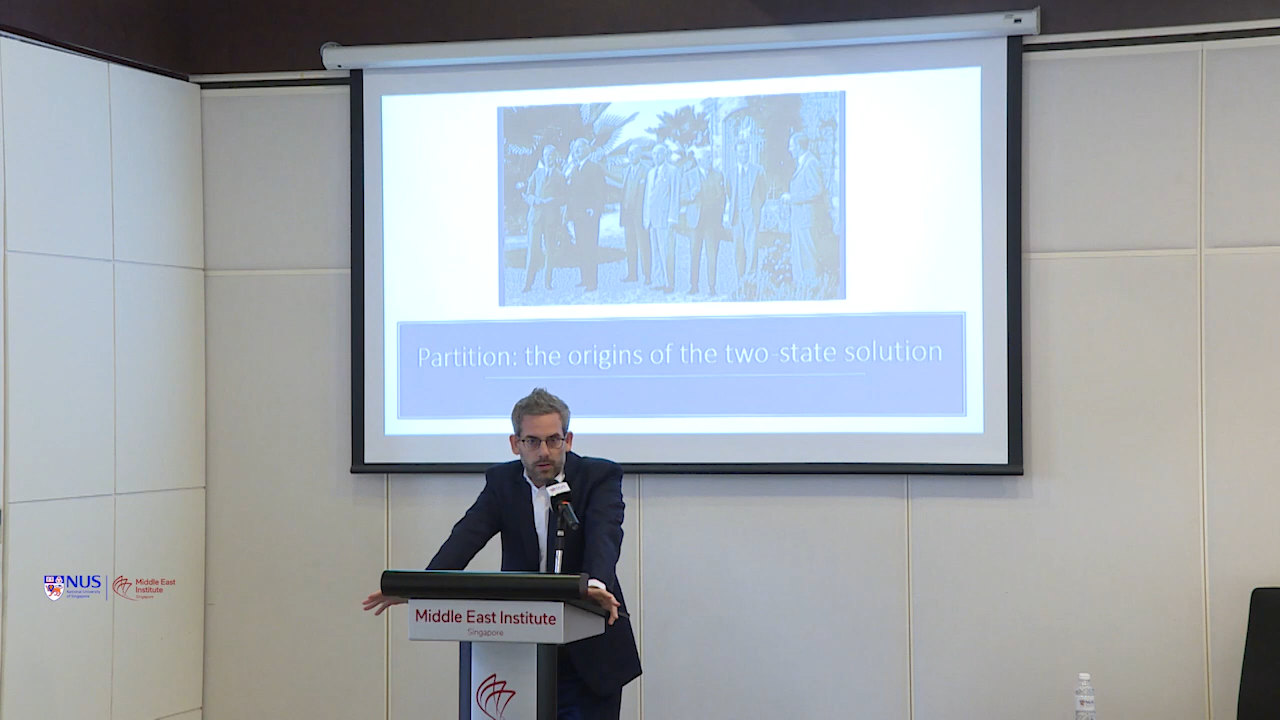 Partition: the origins of the two-state solution
NUS
National University
of Singapore
Middle East
Institute
Singapore
Middle East Institute
Singapore